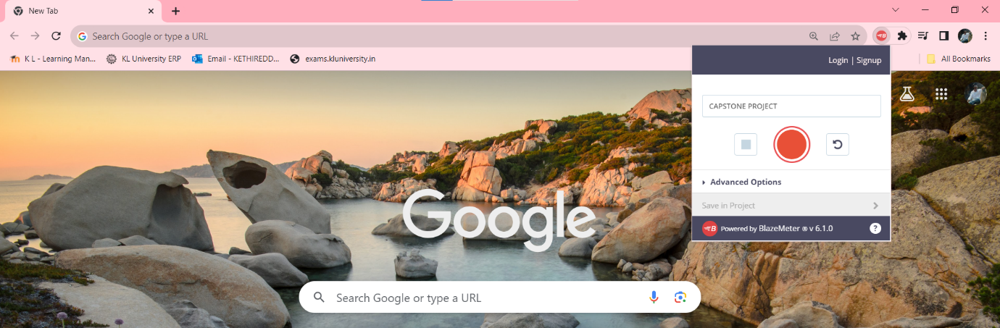 New Tab
Search Google or type a URL
K L - Learning Man...
KL University ERP
Email - KETHIREDD...
exams.kluniversity.in
All Bookmarks
Login | Signup
CAPSTONE PROJECT
Advanced Options
Save in Project
B Powered by BlazeMeter ® v 6.1.0 ?
Google
Search Google or type a URL